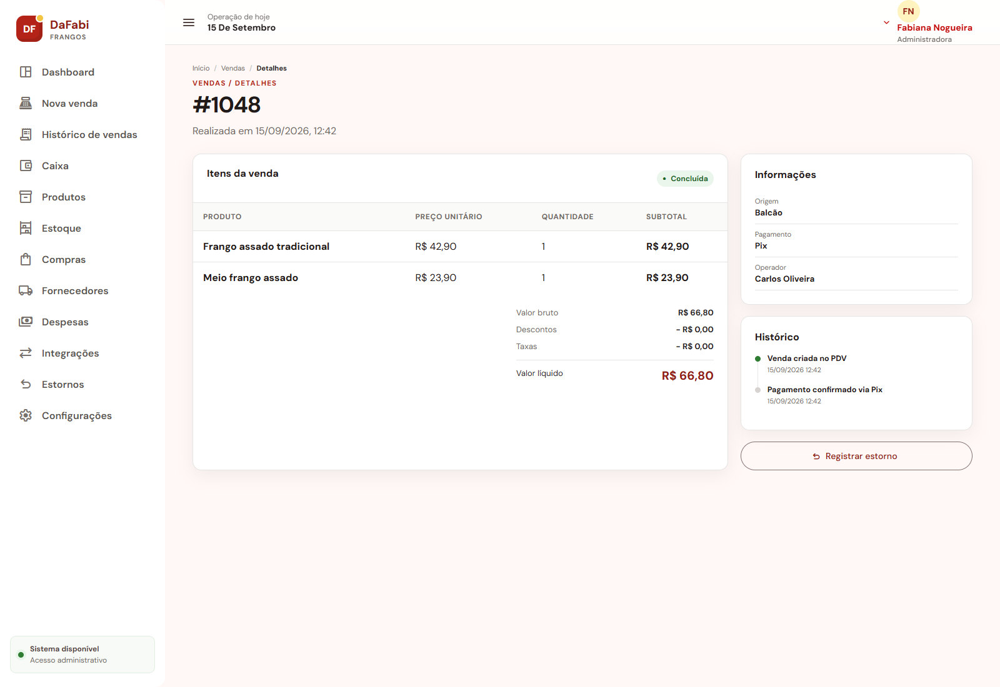 DF
DaFabi
FRANGOS
Dashboard
Nova venda
Histórico de vendas
Caixa
Produtos
Estoque
Compras
Fornecedores
Despesas
Integrações
Estornos
Configurações
Sistema disponível
Acesso administrativo
Operação de hoje
15 De Setembro
FN
Fabiana Nogueira
Administradora
Início / Vendas / Detalhes
VENDAS / DETALHES
#1048
Realizada em 15/09/2026, 12:42
Itens da venda
Concluída
PRODUTO PREÇO UNITÁRIO QUANTIDADE SUBTOTAL
Frango assado tradicional R$ 42,90 1 R$ 42,90
Meio frango assado R$ 23,90 1 R$ 23,90
Valor bruto R$ 66,80
Descontos - R$ 0,00
Taxas - R$ 0,00
Valor líquido R$ 66,80
Informações
Origem
Balcão
Pagamento
Pix
Operador
Carlos Oliveira
Histórico
Venda criada no PDV
15/09/2026 12:42
Pagamento confirmado via Pix
15/09/2026 12:42
Registrar estorno